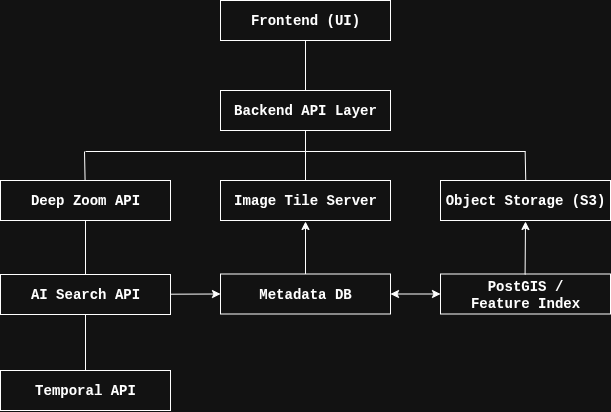 Frontend (UI)
Backend API Layer
Deep Zoom API
Image Tile Server
Object Storage (S3)
AI Search API
Metadata DB
PostGIS /
Feature Index
Temporal API